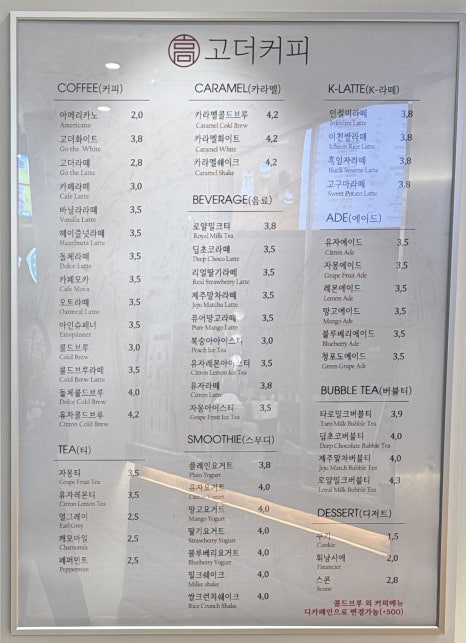 고더커피
COFFEE(커피)
아메리카노 2,0
Americano
고더화이트 3,8
Go the White
고더라떼 2,8
Go the Latte
카페라떼 3,0
Cafe Latte
바닐라라떼 3,5
Vanilla Latte
헤이즐넛라떼 3,5
Hazelnuts Latte
돌체라떼 3,5
Dolce Latte
카페모카 3,5
Cafe Moca
오트라떼 3,5
Oatmeal Latte
아인슈페너 3,5
Einspanner
콜드브루 3,0
Cold Brew
콜드브루라떼 3,5
Cold Brew Latte
돌체콜드브루 4,0
Dolce Cold Brew
유자콜드브루 4,2
Citron Cold Brew
TEA(티)
자몽티 3,5
Grape Fruit Tea
유자레몬티 3,5
Citron Lemon Tea
얼그레이 2,5
Earl Grey
캐모마일 2,5
Chamomile
페퍼민트 2,5
Peppermint
CARAMEL(카라멜)
카라멜콜드브루 4,2
Caramel Cold Brew
카라멜화이트 4,2
Caramel White
카라멜쉐이크 4,2
Caramel Shake
BEVERAGE(음료)
로얄밀크티 3,8
Royal Milk Tea
딥초코라떼 3,5
Deep Choco Latte
리얼딸기라떼 3,5
Real Strawberry Latte
제주말차라떼 3,5
Jeju Matcha Latte
퓨어망고라떼 3,5
Pure Mango Latte
복숭아아이스티 3,0
Peach Ice Tea
유자레몬아이스티 3,5
Citron Lemon Ice Tea
유자라떼 3,8
Citron Latte
자몽아이스티 3,5
Grape Fruit Ice Tea
SMOOTHIE(스무디)
플레인요거트 3,8
Plain Yogurt
유자요거트 4,0
Citron Yogurt
망고요거트 4,0
Mango Yogurt
딸기요거트 4,0
Strawberry Yogurt
블루베리요거트 4,0
Blueberry Yogurt
밀크쉐이크 4,0
Milke shake
쌀크런치쉐이크 4,0
Rice Crunch Shake
K-LATTE(K-라떼)
인절미라떼 3,8
Injeolmi Latte
이천쌀라떼 3,8
Icheon Rice Latte
흑임자라떼 3,8
Black Sesame Latte
고구마라떼 3,8
Sweet Potato Latte
ADE(에이드)
유자에이드 3,5
Citron Ade
자몽에이드 3,5
Grape Fruit Ade
레몬에이드 3,5
Lemon Ade
망고에이드 3,5
Mango Ade
블루베리에이드 3,5
Blueberry Ade
청포도에이드 3,5
Green Grape Ade
BUBBLE TEA(버블티)
타로밀크버블티 3,9
Taro Milk Bubble Tea
딥초코버블티 4,0
Deep Chocolate Bubble Tea
제주말차버블티 4,0
Jeju Match Bubble Tea
로얄밀크버블티 4,3
Loyal Milk Bubble Tea
DESSERT(디저트)
쿠키 1,5
Cookie
휘낭시에 2,0
Financier
스콘 2,8
Scone
콜드브루 외 커피메뉴
디카페인으로 변경가능(+500)